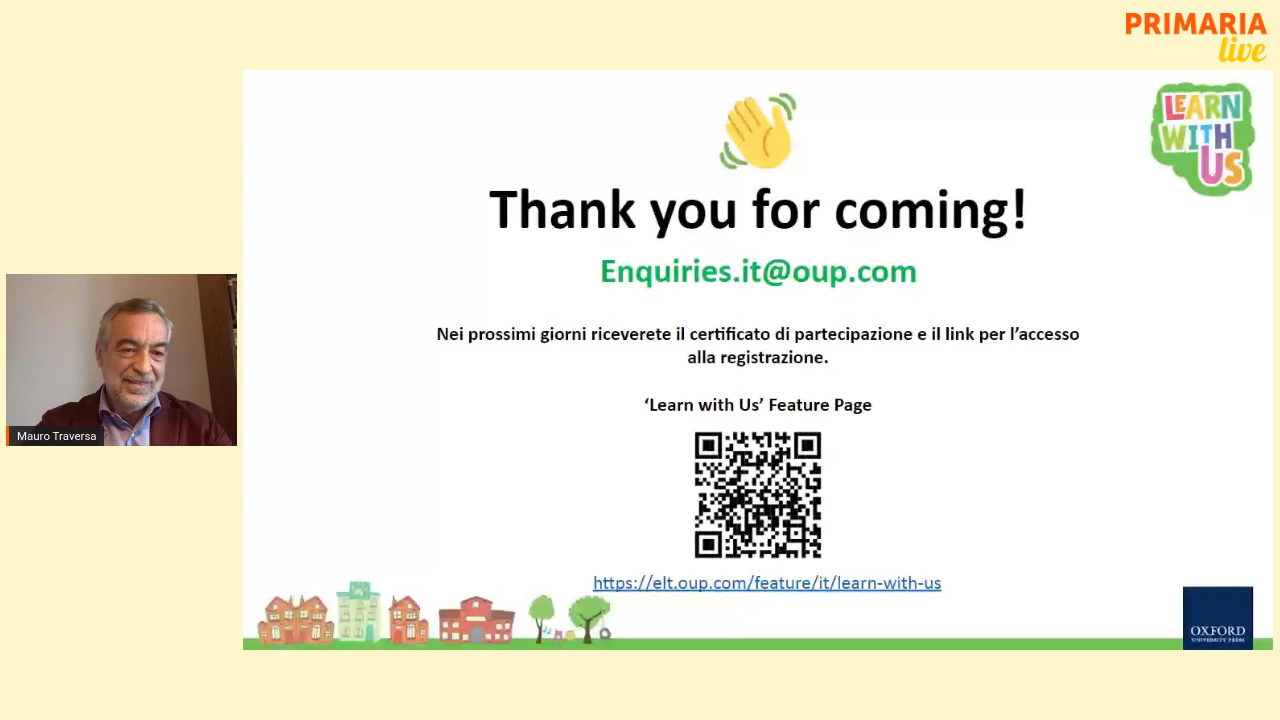 PRIMARIA
live
LEARN
WITH
US
Thank you for coming!
Enquiries.it@oup.com
Nei prossimi giorni riceverete il certificato di partecipazione e il link per l’accesso
alla registrazione.
‘Learn with Us’ Feature Page
Mauro Traversa
https://elt.oup.com/feature/it/learn-with-us
OXFORD
UNIVERSITY PRESS